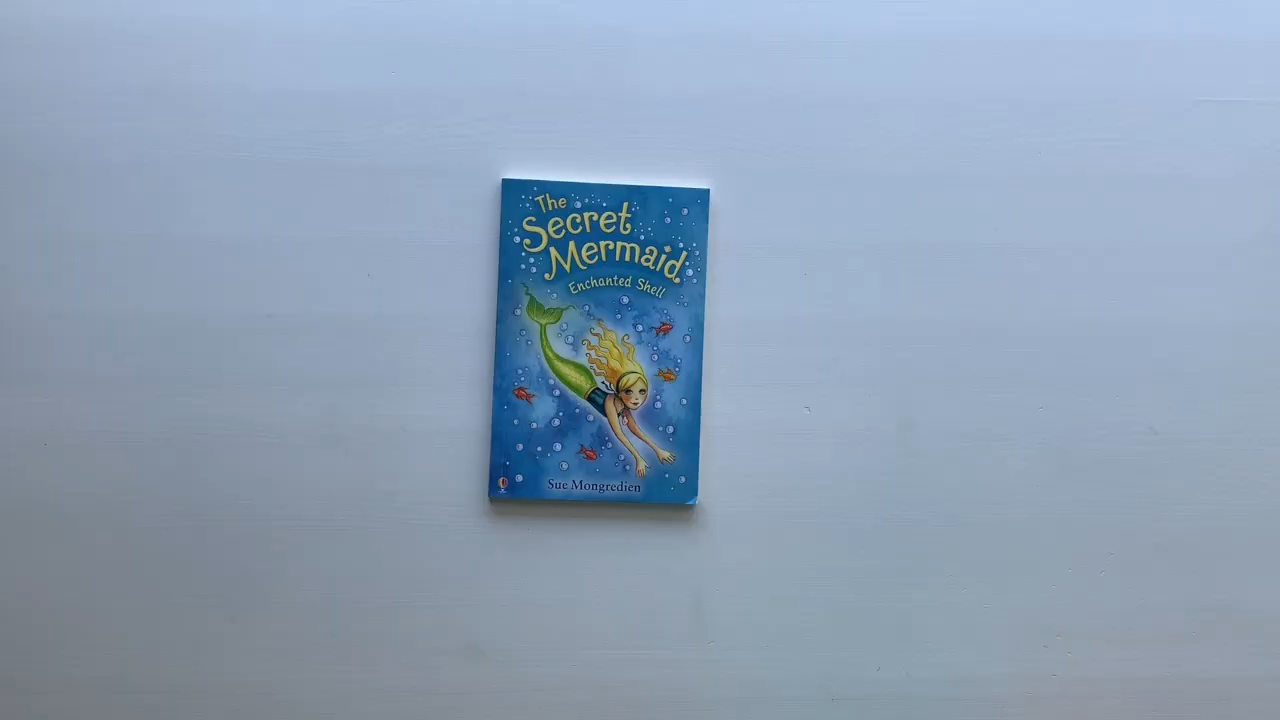 The
Secret
Mermaid
Enchanted Shell
Sue Mongredien